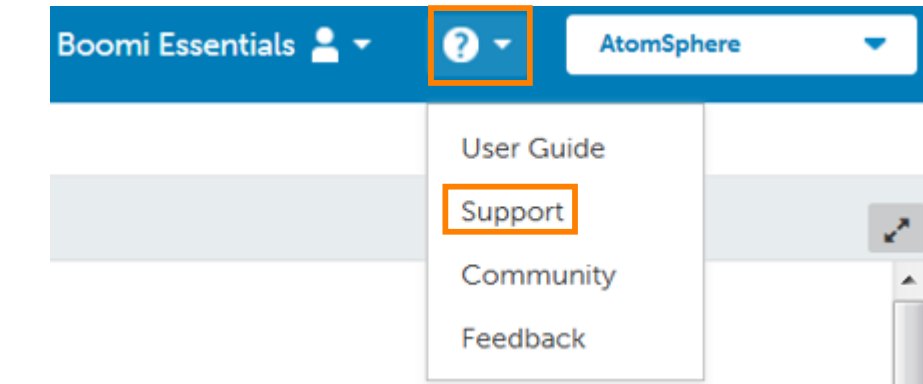 Boomi Essentials
? AtomSphere
User Guide
Support
Community
Feedback